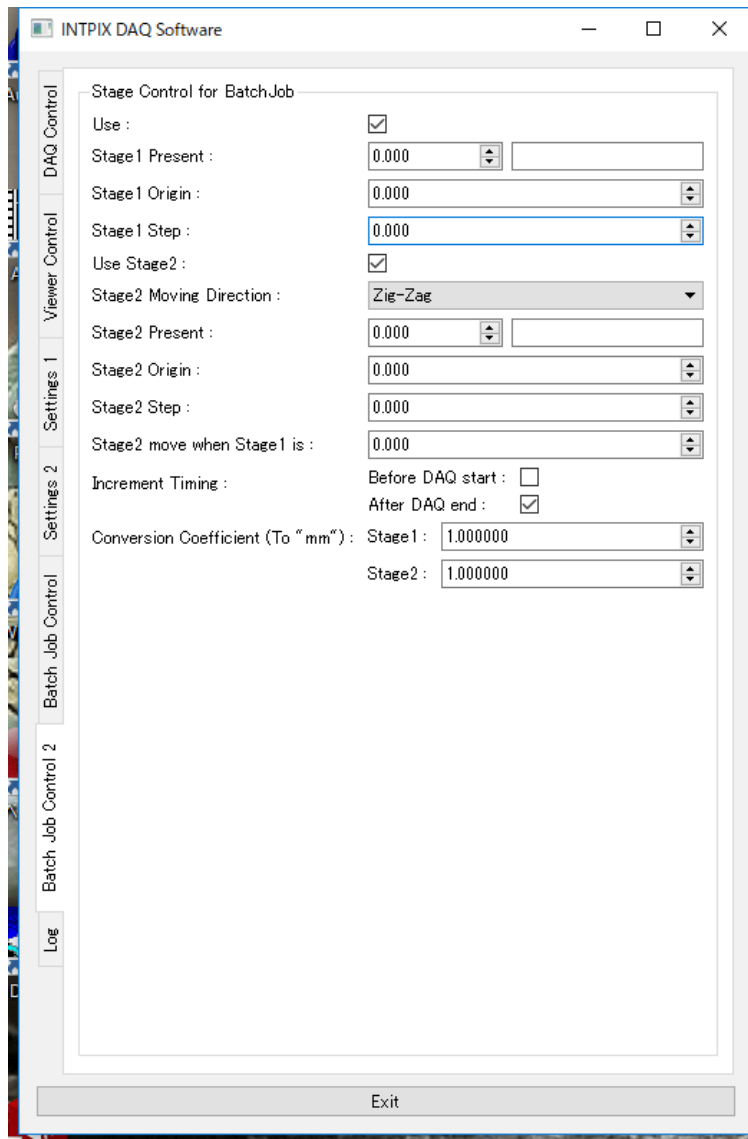 INTPIX DAQ Software
DAQ Control
Viewer Control
Settings 1
Settings 2
Batch Job Control
Batch Job Control 2
Log
Stage Control for BatchJob
Use :
Stage1 Present : 0.000
Stage1 Origin : 0.000
Stage1 Step : 0.000
Use Stage2 :
Stage2 Moving Direction : Zig-Zag
Stage2 Present : 0.000
Stage2 Origin : 0.000
Stage2 Step : 0.000
Stage2 move when Stage1 is : 0.000
Increment Timing : Before DAQ start :
After DAQ end :
Conversion Coefficient (To "mm") : Stage1 : 1.000000
Stage2 : 1.000000
Exit